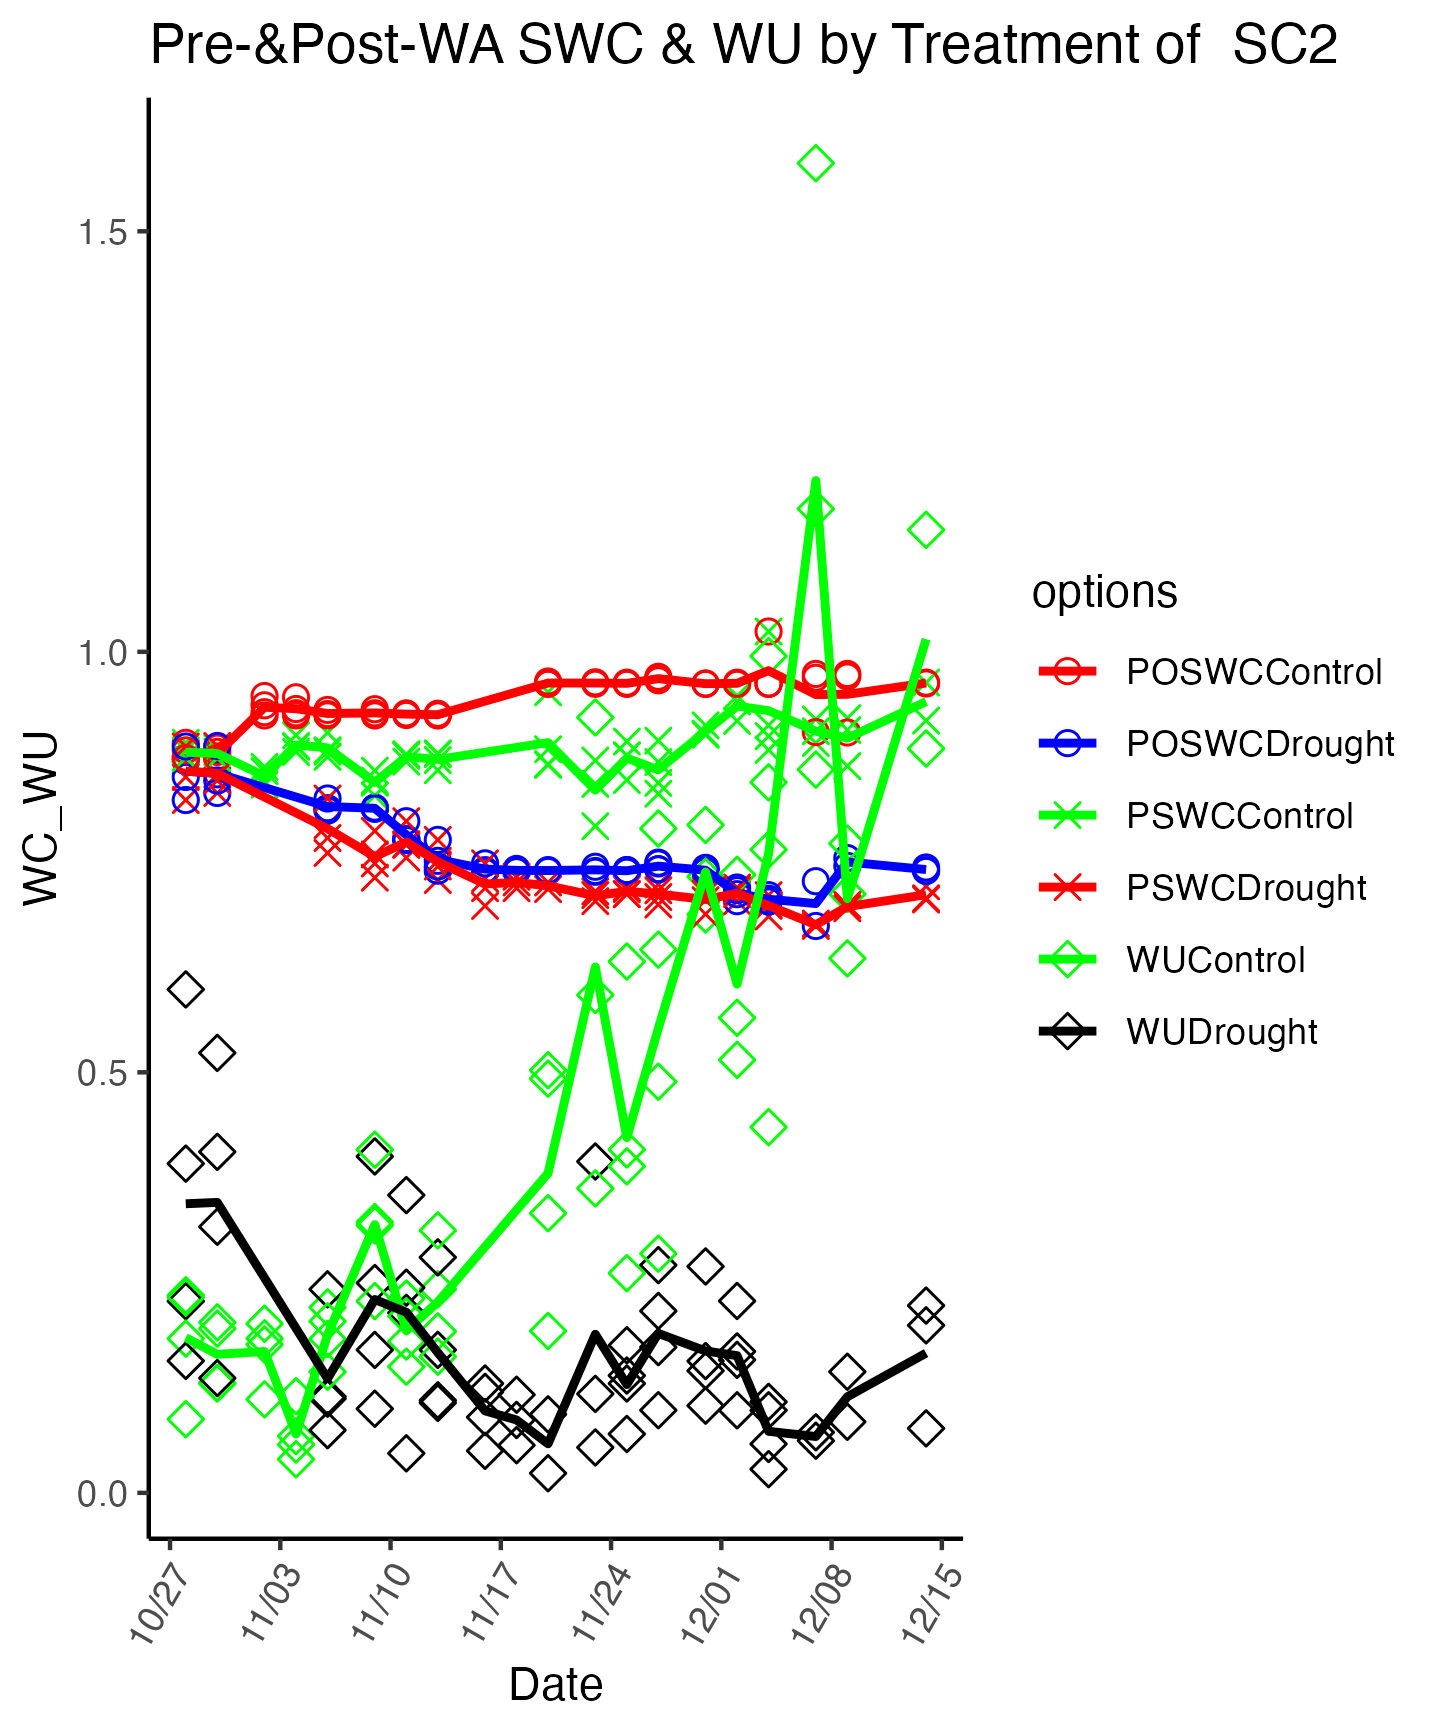 Pre-&Post-WA SWC & WU by Treatment of  SC2
WC_WU
1.5
1.0
0.5
0.0
10/27
11/03
11/10
11/17
11/24
12/01
12/08
12/15
Date
options
POSWCControl
POSWCDrought
PSWCControl
PSWCDrought
WUControl
WUDrought